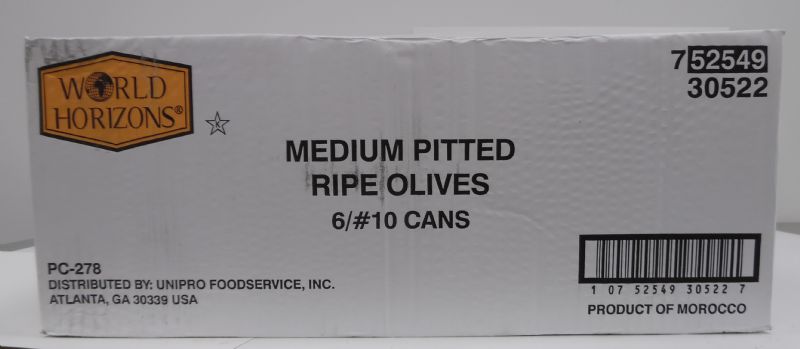 WORLD
HORIZONS®
K
7 52549
30522
MEDIUM PITTED
RIPE OLIVES
6/#10 CANS
PC-278
DISTRIBUTED BY: UNIPRO FOODSERVICE, INC.
ATLANTA, GA 30339 USA
1 07 52549 30522 7
PRODUCT OF MOROCCO